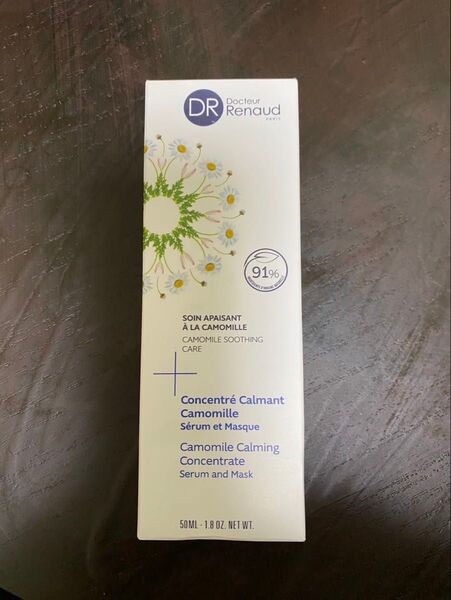 DR
Docteur
Renaud
PARIS
91%
SOIN APAISANT
À LA CAMOMILLE
CAMOMILE SOOTHING
CARE
Concentré Calmant
Camomille
Sérum et Masque
Camomile Calming
Concentrate
Serum and Mask
50ML - 1.8 OZ. NET WT.